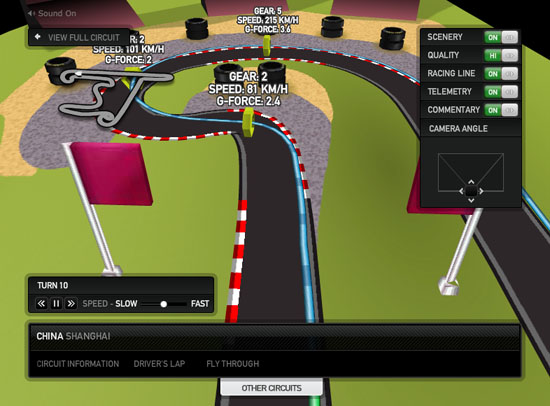 Sound On
VIEW FULL CIRCUIT
R: 2
SPEED: 101 KM/H
G-FORCE: 2
GEAR: 5
SPEED: 215 KM/H
G-FORCE: 3.6
GEAR: 2
SPEED: 81 KM/H
G-FORCE: 2.4
SCENERY ON
QUALITY HI
RACING LINE ON
TELEMETRY ON
COMMENTARY ON
CAMERA ANGLE
TURN 10
SPEED - SLOW FAST
CHINA SHANGHAI
CIRCUIT INFORMATION DRIVER'S LAP FLY THROUGH
OTHER CIRCUITS